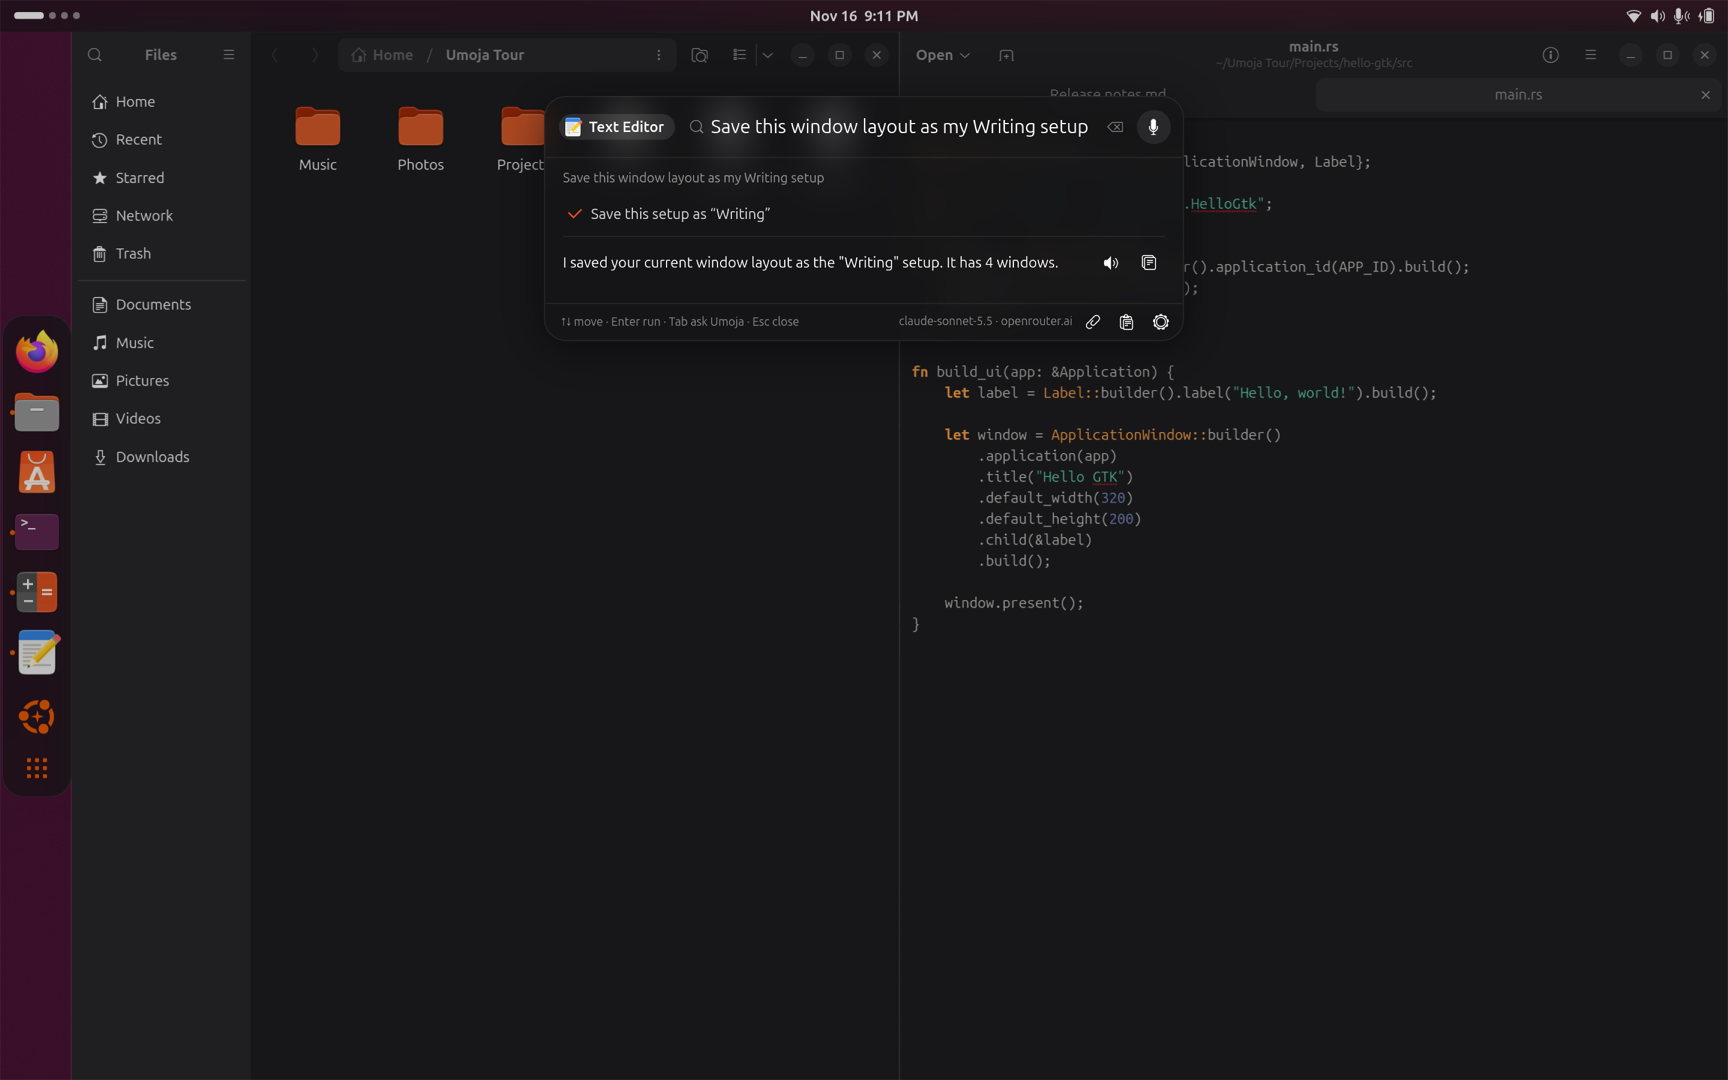 Nov 16 9:11 PM
Files
Home / Umoja Tour
Open
main.rs
~/Umoja Tour/Projects/hello-gtk/src
Release notes.md
main.rs
Home
Recent
Starred
Network
Trash
Documents
Music
Pictures
Videos
Downloads
Music
Photos
Project
Text Editor
Save this window layout as my Writing setup
Save this window layout as my Writing setup
Save this setup as “Writing”
I saved your current window layout as the "Writing" setup. It has 4 windows.
↑↓ move · Enter run · Tab ask Umoja · Esc close
claude-sonnet-5.5 · openrouter.ai
licationWindow, Label};
.HelloGtk";
r().application_id(APP_ID).build();
);
fn build_ui(app: &Application) {
let label = Label::builder().label("Hello, world!").build();
let window = ApplicationWindow::builder()
.application(app)
.title("Hello GTK")
.default_width(320)
.default_height(200)
.child(&label)
.build();
window.present();
}